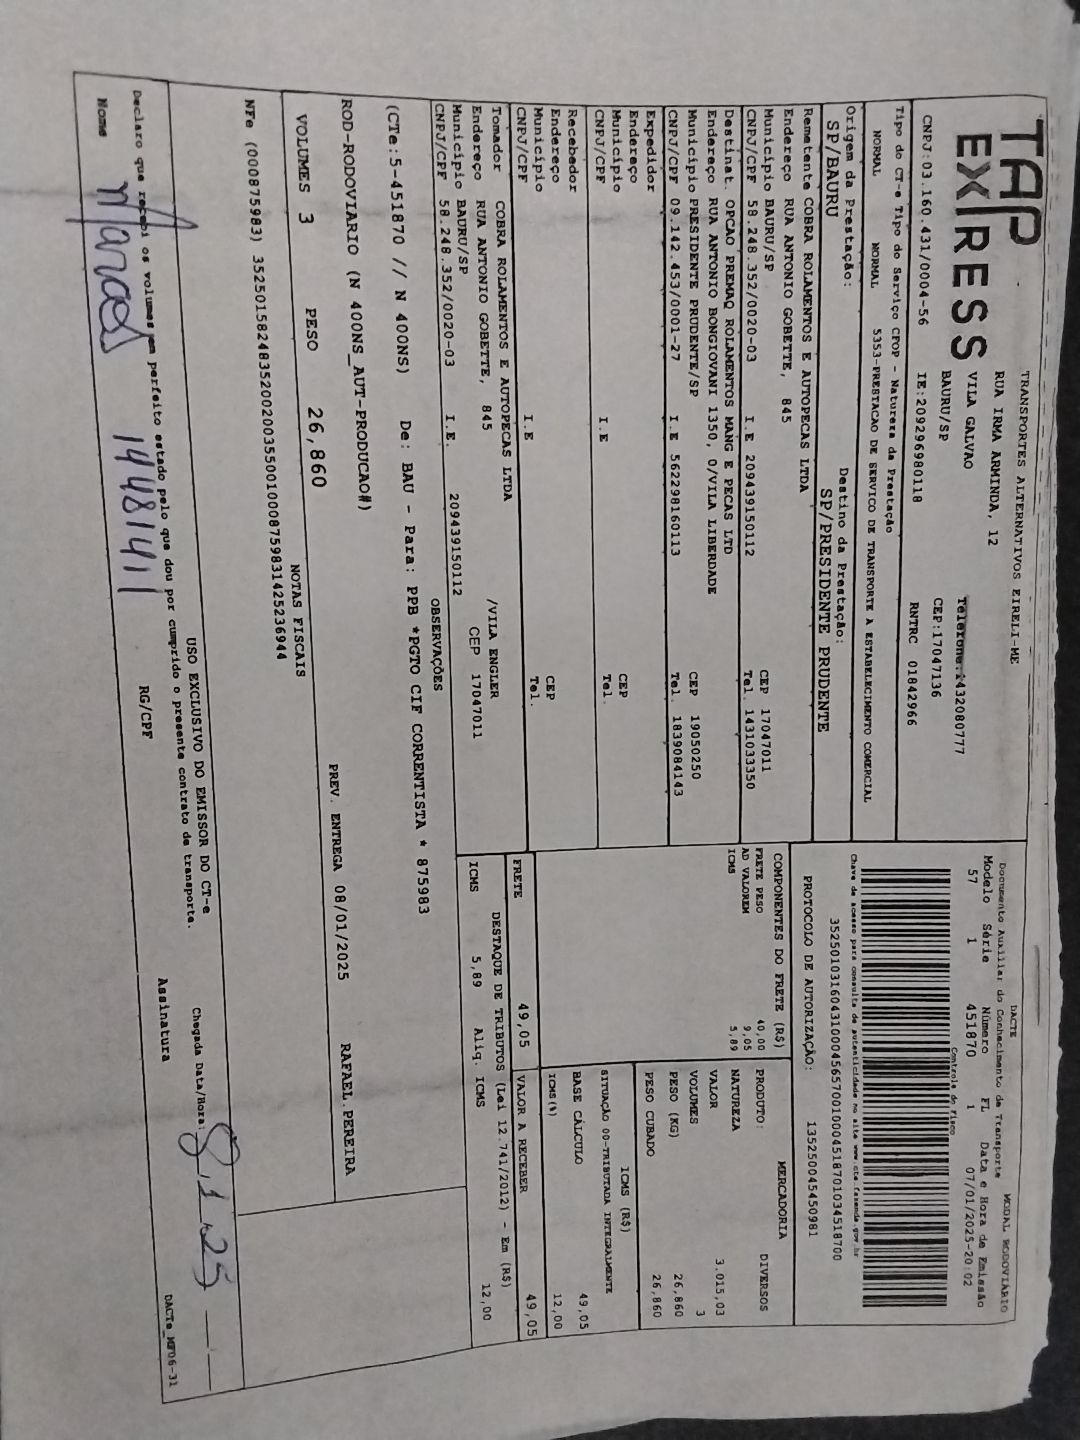 TAP
EXPRESS
TRANSPORTES ALTERNATIVOS EIRELI-ME
RUA IRMA ARMINDA, 12
VILA GALVAO
BAURU/SP
Telefone:1432080777
CEP:17047136
CNPJ:03.160.431/0004-56 IE:209296980118 RNTRC 01842966
DACTE
Documento Auxiliar do Conhecimento de Transporte
MODAL RODOVIÁRIO
Modelo Série Número FL Data e Hora de Emissão
57 1 451870 1 07/01/2025-20:02
Controle do Fisco
Chave de acesso para consulta de autenticidade no site www.cte.fazenda.gov.br
35250103160431000456570010004518701034518700
PROTOCOLO DE AUTORIZAÇÃO: 135250045450981
Tipo do CT-e Tipo do Serviço CFOP - Natureza da Prestação
NORMAL NORMAL 5353-PRESTACAO DE SERVICO DE TRANSPORTE A ESTABELECIMENTO COMERCIAL
Origem da Prestação: Destino da Prestação:
SP/BAURU SP/PRESIDENTE PRUDENTE
Remetente COBRA ROLAMENTOS E AUTOPECAS LTDA
Endereço RUA ANTONIO GOBETTE, 845
Município BAURU/SP CEP 17047011
CNPJ/CPF 58.248.352/0020-03 I.E 209439150112 Tel. 1431033350
Destinat. OPCAO PREMAQ ROLAMENTOS MANG E PECAS LTD
Endereço RUA ANTONIO BONGIOVANI 1350, 0/VILA LIBERDADE
Município PRESIDENTE PRUDENTE/SP CEP 19050250
CNPJ/CPF 09.142.453/0001-27 I.E 562298160113 Tel. 1839084143
Expedidor
Endereço
Município CEP
CNPJ/CPF I.E Tel.
Recebedor
Endereço
Município CEP
CNPJ/CPF I.E Tel.
Tomador COBRA ROLAMENTOS E AUTOPECAS LTDA
Endereço RUA ANTONIO GOBETTE, 845 /VILA ENGLER
Município BAURU/SP CEP 17047011
CNPJ/CPF 58.248.352/0020-03 I.E. 209439150112
COMPONENTES DO FRETE (R$)
FRETE PESO 40,00
AD VALOREM 9,05
ICMS 5,89
MERCADORIA
PRODUTO: DIVERSOS
NATUREZA
VALOR 3.015,03
VOLUMES 3
PESO (KG) 26,860
PESO CUBADO 26,860
ICMS (R$)
SITUAÇÃO 00-TRIBUTADA INTEGRALMENTE
BASE CÁLCULO 49,05
ICMS(%) 12,00
FRETE 49,05 VALOR A RECEBER 49,05
DESTAQUE DE TRIBUTOS (Lei 12.741/2012) - Em (R$)
ICMS 5,89 Aliq. ICMS 12,00
OBSERVAÇÕES
(CTe:5-451870 // N 400NS) De: BAU - Para: PPB *PGTO CIF CORRENTISTA * 875983
ROD-RODOVIARIO (N 400NS_AUT-PRODUCAO#)
PREV. ENTREGA 08/01/2025 RAFAEL.PEREIRA
VOLUMES 3 PESO 26,860
NOTAS FISCAIS
NFe (000875983) 35250158248352002003550010008759831425236944
USO EXCLUSIVO DO EMISSOR DO CT-e
Declaro que recebi os volumes em perfeito estado pelo que dou por cumprido o presente contrato de transporte.
Chegada Data/Hora: 8,1,25
Nome Marcos 14481411 RG/CPF Assinatura
DACTe_MF06-31